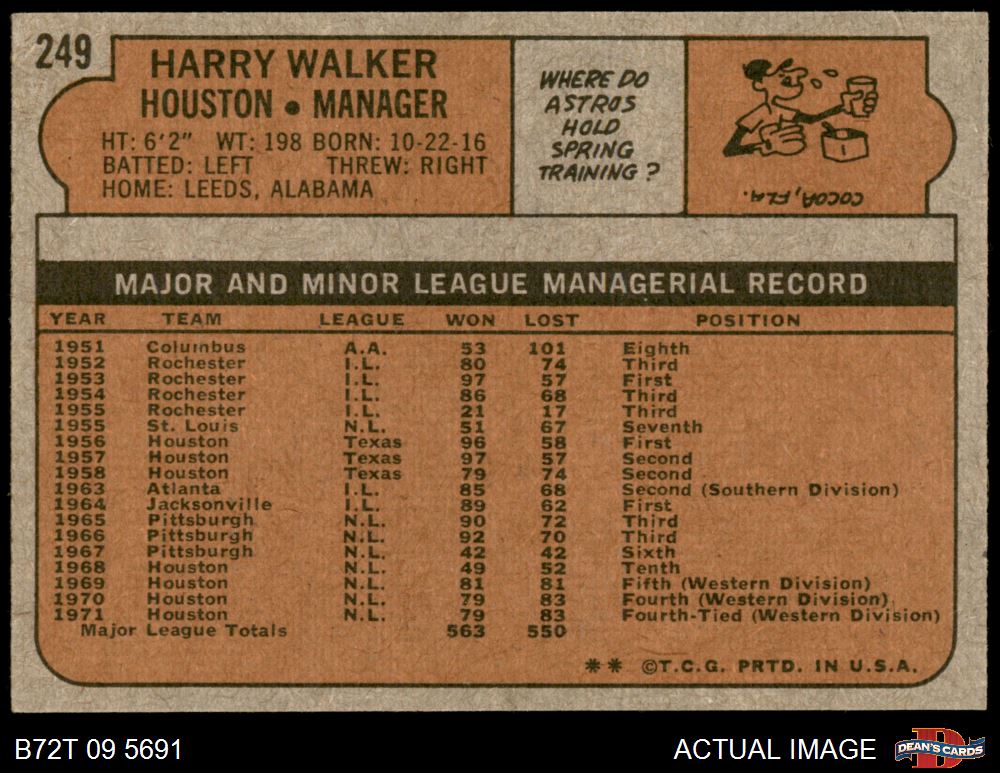 249
HARRY WALKER
HOUSTON • MANAGER
HT: 6'2" WT: 198 BORN: 10-22-16
BATTED: LEFT THREW: RIGHT
HOME: LEEDS, ALABAMA
WHERE DO
ASTROS
HOLD
SPRING
TRAINING?
1
COCOA, FLA.
MAJOR AND MINOR LEAGUE MANAGERIAL RECORD
YEAR TEAM LEAGUE WON LOST POSITION
1951 Columbus A.A. 53 101 Eighth
1952 Rochester I.L. 80 74 Third
1953 Rochester I.L. 97 57 First
1954 Rochester I.L. 86 68 Third
1955 Rochester I.L. 21 17 Third
1955 St. Louis N.L. 51 67 Seventh
1956 Houston Texas 96 58 First
1957 Houston Texas 97 57 Second
1958 Houston Texas 79 74 Second
1963 Atlanta I.L. 85 68 Second (Southern Division)
1964 Jacksonville I.L. 89 62 First
1965 Pittsburgh N.L. 90 72 Third
1966 Pittsburgh N.L. 92 70 Third
1967 Pittsburgh N.L. 42 42 Sixth
1968 Houston N.L. 49 52 Tenth
1969 Houston N.L. 81 81 Fifth (Western Division)
1970 Houston N.L. 79 83 Fourth (Western Division)
1971 Houston N.L. 79 83 Fourth-Tied (Western Division)
Major League Totals 563 550
** ©T.C.G. PRTD. IN U.S.A.
B72T 09 5691
ACTUAL IMAGE
D
DEAN'S CARDS